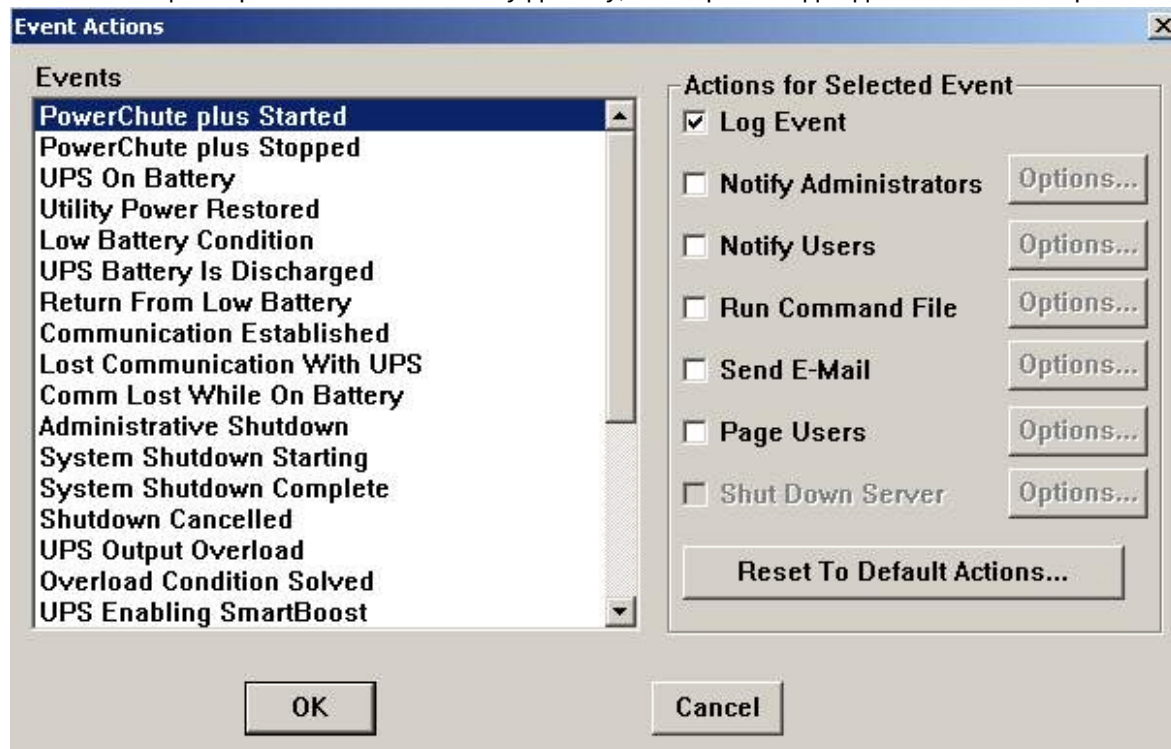 Event Actions
Events
PowerChute plus Started
PowerChute plus Stopped
UPS On Battery
Utility Power Restored
Low Battery Condition
UPS Battery Is Discharged
Return From Low Battery
Communication Established
Lost Communication With UPS
Comm Lost While On Battery
Administrative Shutdown
System Shutdown Starting
System Shutdown Complete
Shutdown Cancelled
UPS Output Overload
Overload Condition Solved
UPS Enabling SmartBoost
Actions for Selected Event
Log Event
Notify Administrators Options...
Notify Users Options...
Run Command File Options...
Send E-Mail Options...
Page Users Options...
Shut Down Server Options...
Reset To Default Actions...
OK
Cancel